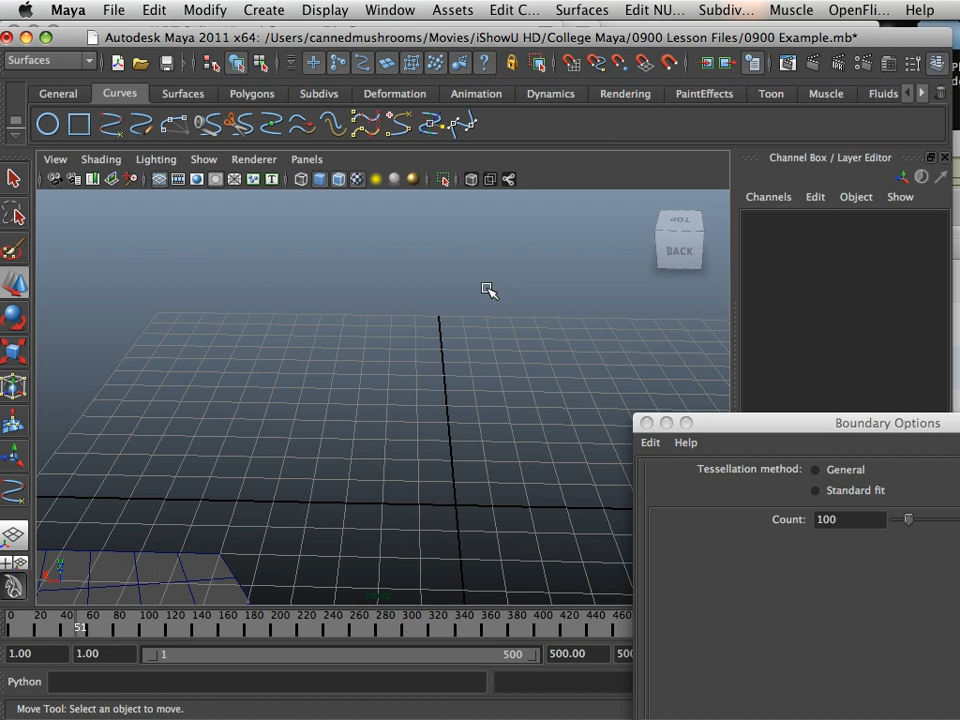 Maya File Edit Modify Create Display Window Assets Edit C... Surfaces Edit NU... Subdiv... Muscle OpenFli... Help
Autodesk Maya 2011 x64: /Users/cannedmushrooms/Movies/iShowU HD/College Maya/0900 Lesson Files/0900 Example.mb*
Surfaces
General Curves Surfaces Polygons Subdivs Deformation Animation Dynamics Rendering PaintEffects Toon Muscle Fluids
View Shading Lighting Show Renderer Panels
Channel Box / Layer Editor
Channels Edit Object Show
TOP
BACK
Boundary Options
Edit Help
Tessellation method: General
Standard fit
Count: 100
persp
0 20 40 60 80 100 120 140 160 180 200 220 240 260 280 300 320 340 360 380 400 420 440 460
51
1.00 1.00 1 500 500.00 500
Python
Move Tool: Select an object to move.